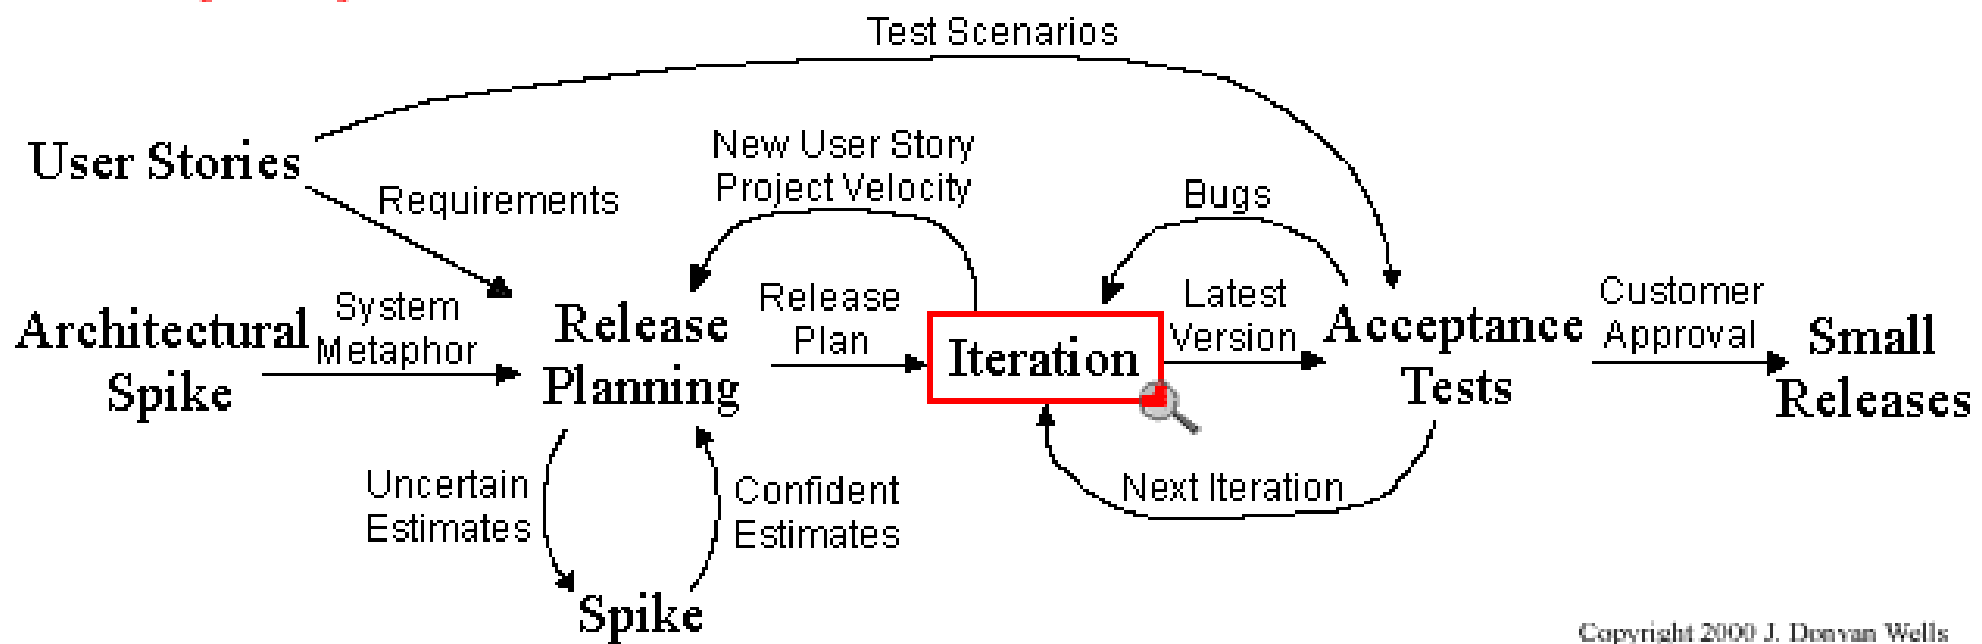 Test Scenarios
User Stories
New User Story
Project Velocity
Requirements
Bugs
Architectural
Spike
System
Metaphor
Release
Planning
Release
Plan
Iteration
Latest
Version
Acceptance
Tests
Customer
Approval
Small
Releases
Uncertain
Estimates
Confident
Estimates
Next Iteration
Spike
Copyright 2000 J. Donvan Wells